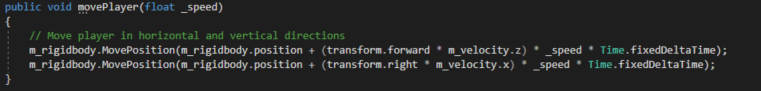 public void movePlayer(float _speed)
{
// Move player in horizontal and vertical directions
m_rigidbody.MovePosition(m_rigidbody.position + (transform.forward * m_velocity.z) * _speed * Time.fixedDeltaTime);
m_rigidbody.MovePosition(m_rigidbody.position + (transform.right * m_velocity.x) * _speed * Time.fixedDeltaTime);
}